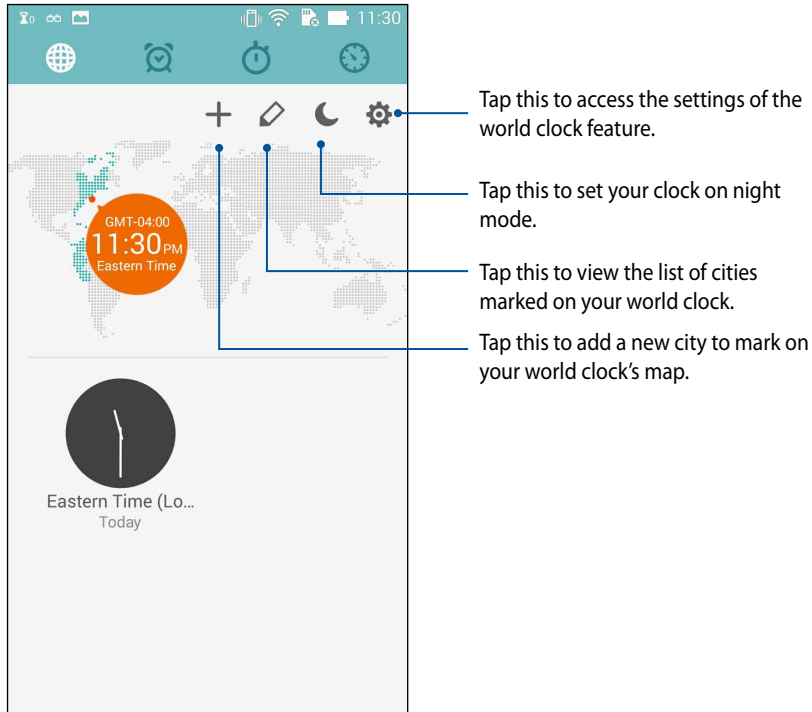 0
11:30
Tap this to access the settings of the
world clock feature.
Tap this to set your clock on night
mode.
GMT-04:00
11:30PM
Eastern Time
Tap this to view the list of cities
marked on your world clock.
Tap this to add a new city to mark on
your world clock’s map.
Eastern Time (Lo...
Today